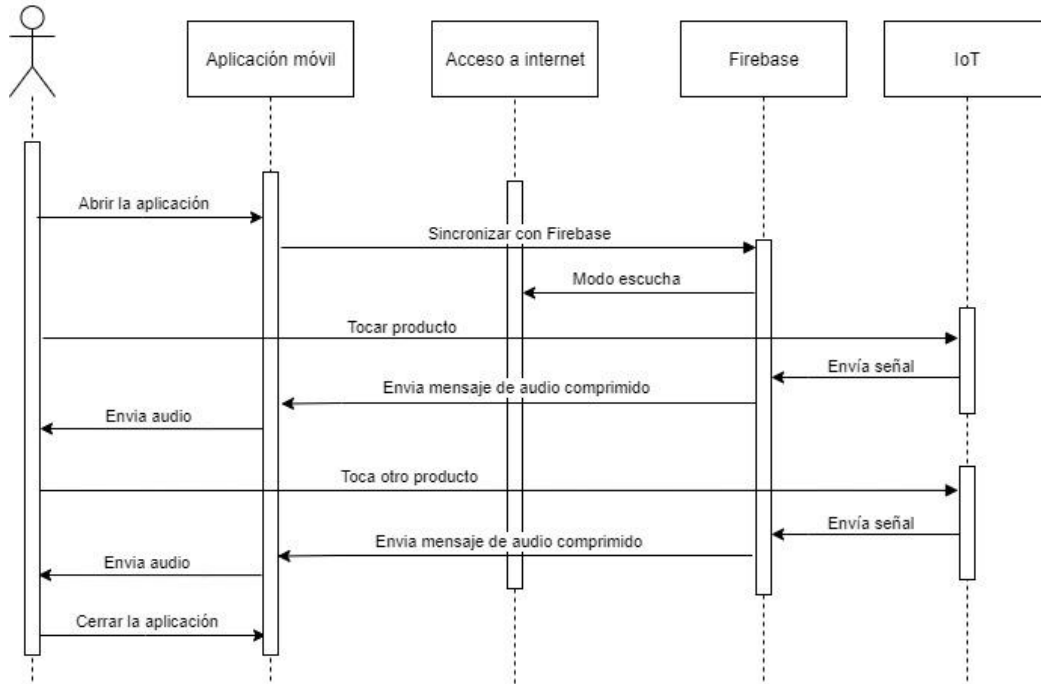 Aplicación móvil
Acceso a internet
Firebase
IoT
Abrir la aplicación
Sincronizar con Firebase
Modo escucha
Tocar producto
Envía señal
Envia mensaje de audio comprimido
Envia audio
Toca otro producto
Envía señal
Envia mensaje de audio comprimido
Envia audio
Cerrar la aplicación